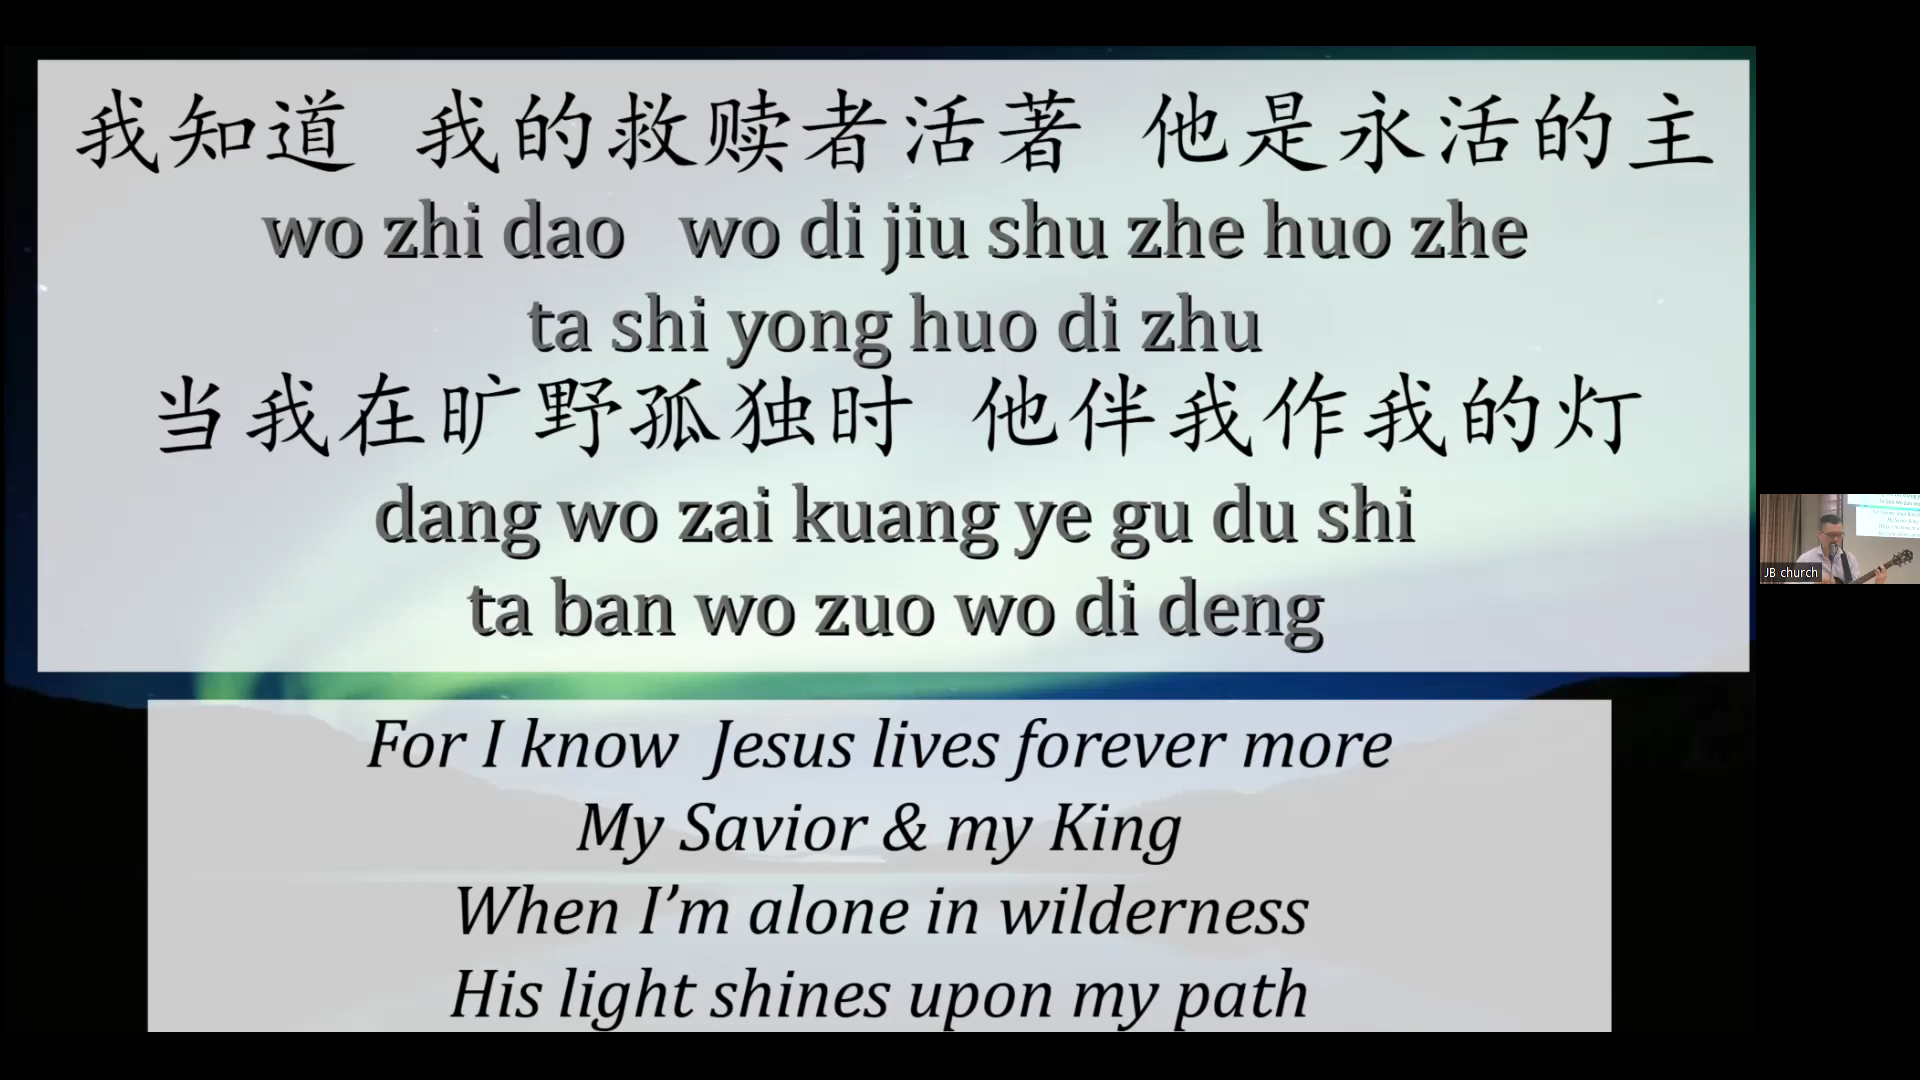 我知道 我的救赎者活著 他是永活的主
wo zhi dao wo di jiu shu zhe huo zhe
ta shi yong huo di zhu
当我在旷野孤独时 他伴我作我的灯
dang wo zai kuang ye gu du shi
ta ban wo zuo wo di deng
For I know Jesus lives forever more
My Savior & my King
When I’m alone in wilderness
His light shines upon my path
JB church